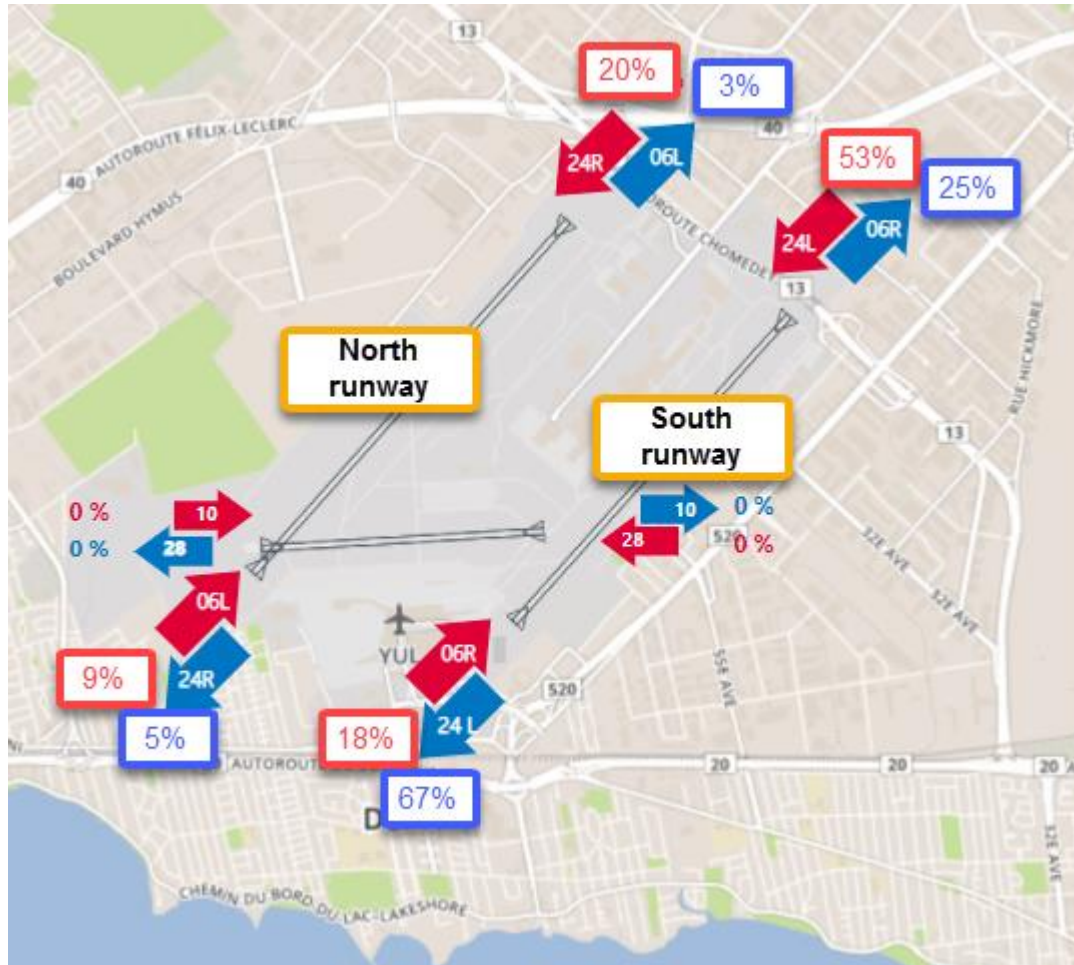 13
20%
3%
AUTOROUTE FÉLIX-LECLERC
40
24R
06L
53%
25%
40
BOULEVARD HYMUS
24L
06R
ROUTE CHOMEDEY
13
North
runway
RUE HICKMORE
South
runway
13
0 %
10
10
0 %
0 %
28
28
520
0 %
32E AVE
32E AVE
06L
YUL
06R
55E AVE
9%
24R
520
5%
18%
24 L
AUTOROUTE
20
20
20
67%
D
32E AVE
CHEMIN DU BORD DU LAC-LAKESHORE